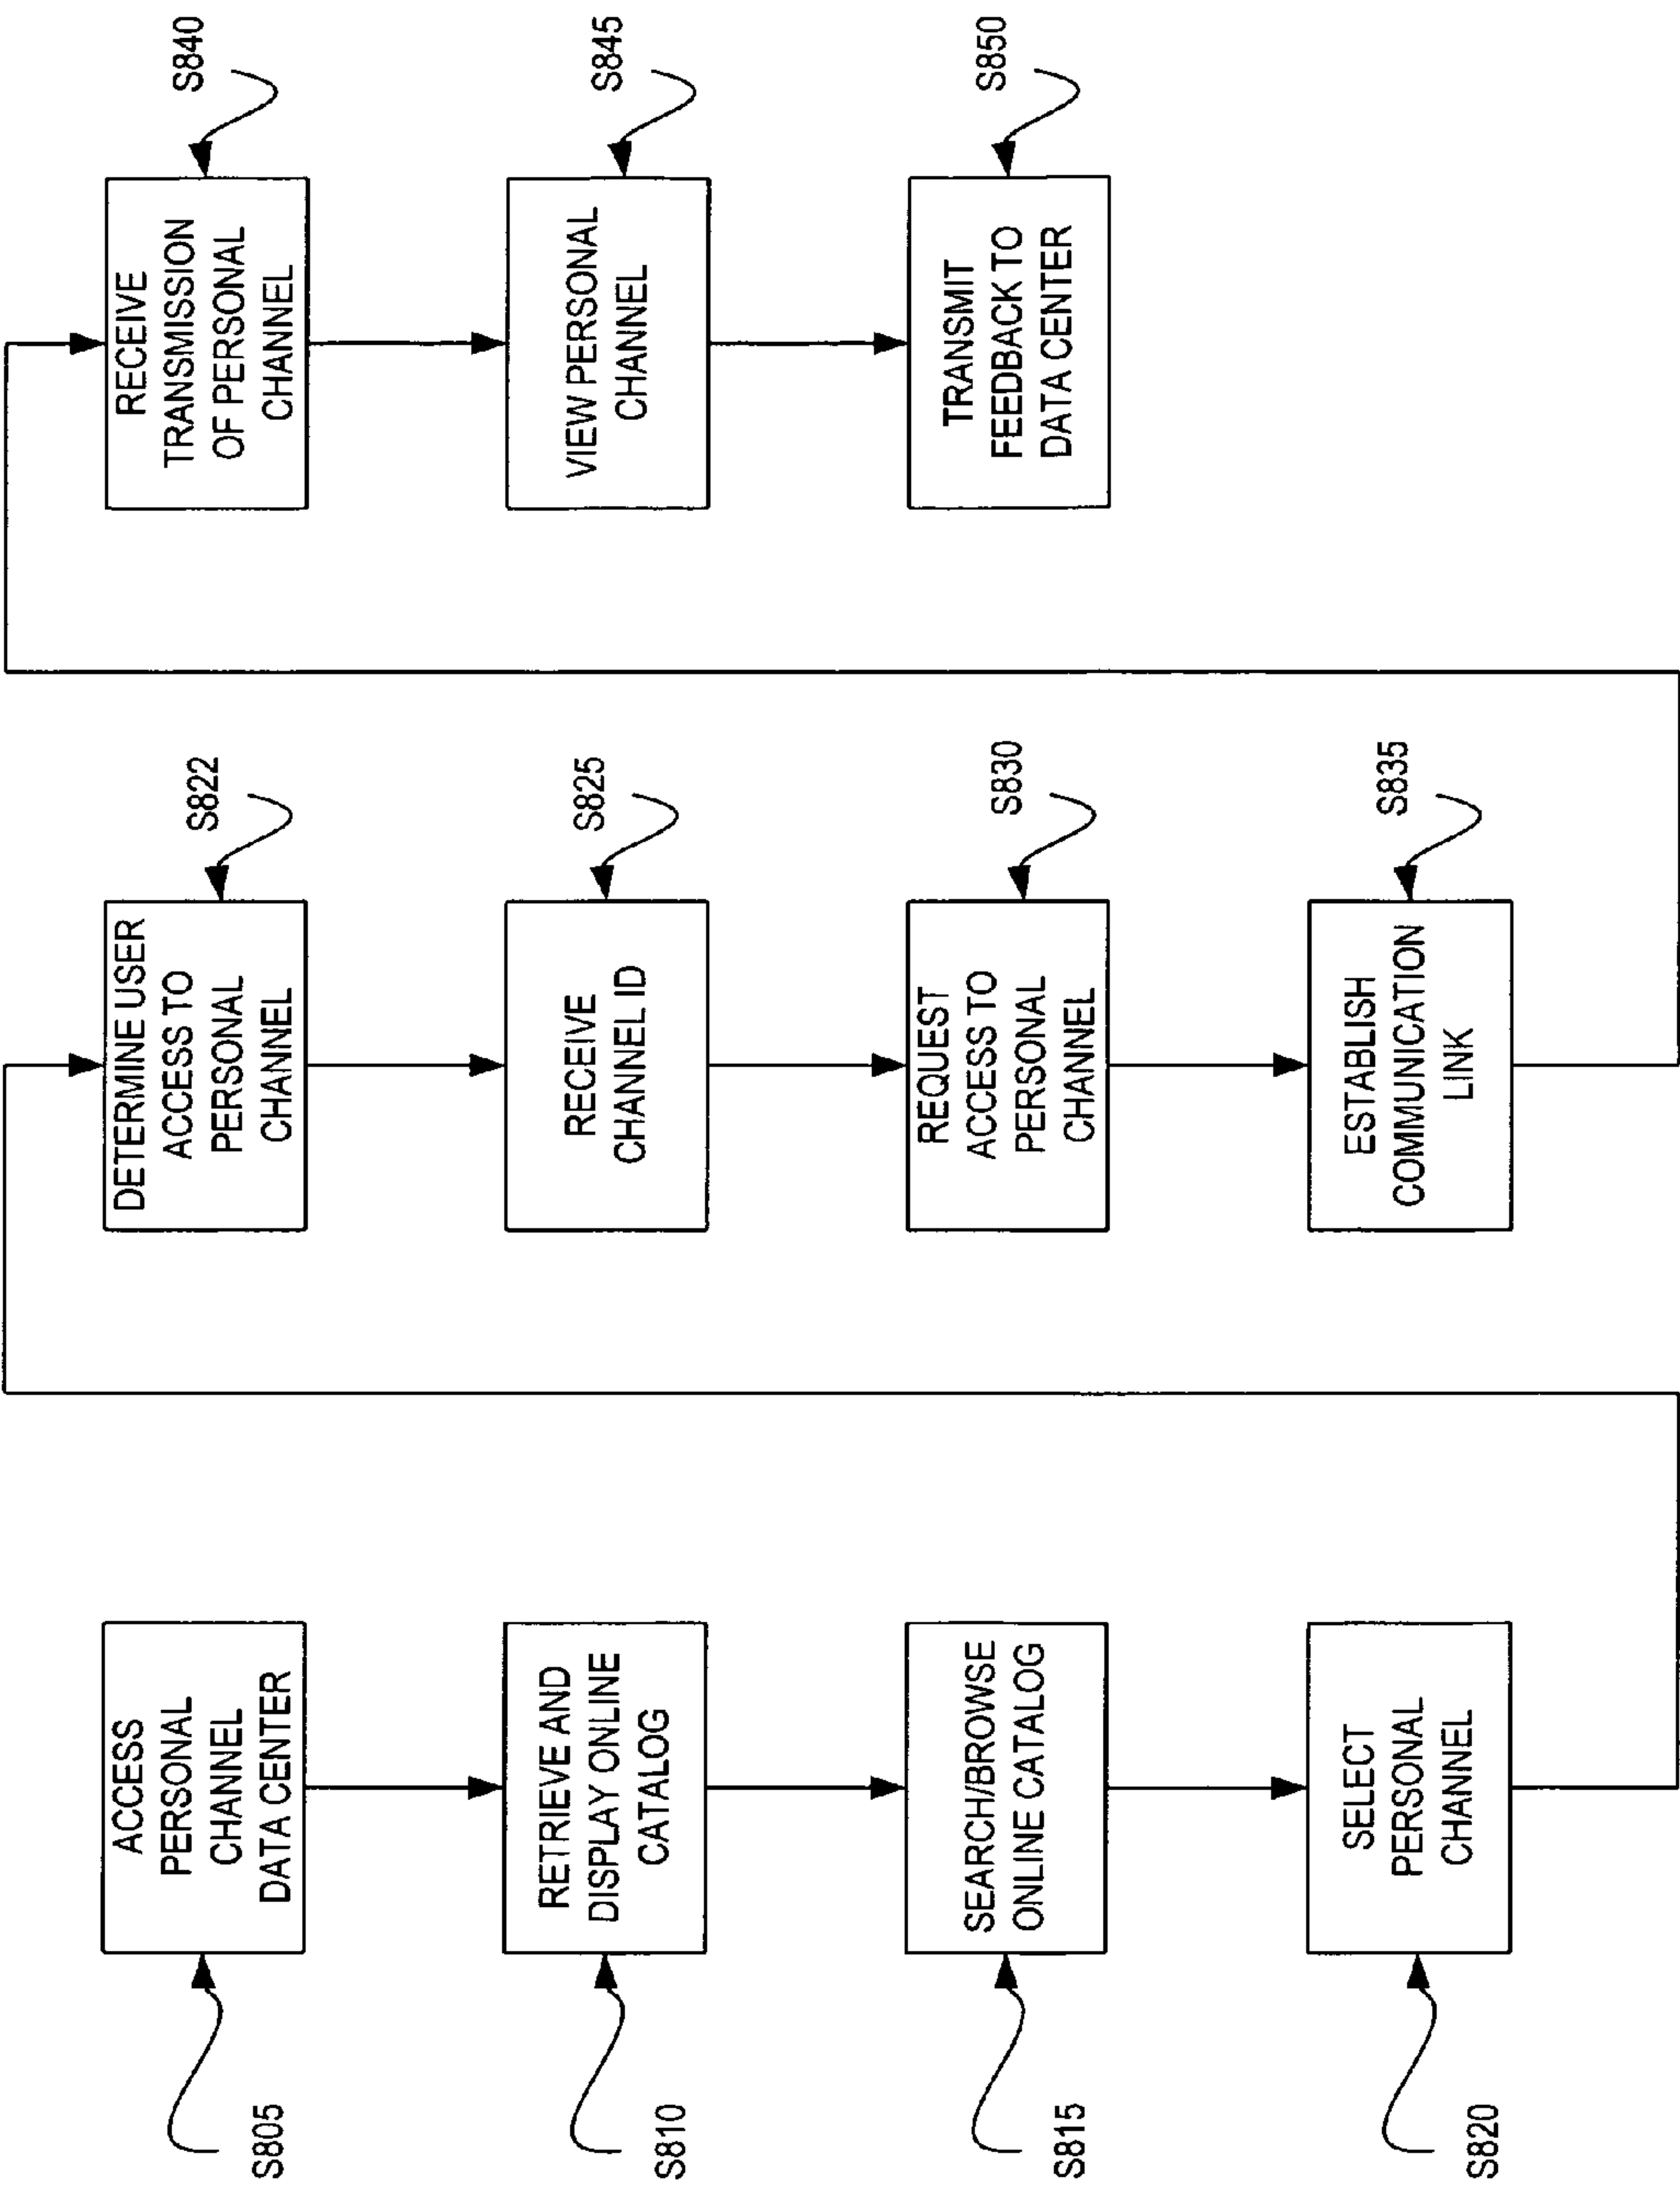 S805
ACCESS
PERSONAL
CHANNEL
DATA CENTER
S810
RETRIEVE AND
DISPLAY ONLINE
CATALOG
S815
SEARCH/BROWSE
ONLINE CATALOG
S820
SELECT
PERSONAL
CHANNEL
DETERMINE USER
ACCESS TO
PERSONAL
CHANNEL
S822
RECEIVE
CHANNEL ID
S825
REQUEST
ACCESS TO
PERSONAL
CHANNEL
S830
ESTABLISH
COMMUNICATION
LINK
S835
RECEIVE
TRANSMISSION
OF PERSONAL
CHANNEL
S840
VIEW PERSONAL
CHANNEL
S845
TRANSMIT
FEEDBACK TO
DATA CENTER
S850